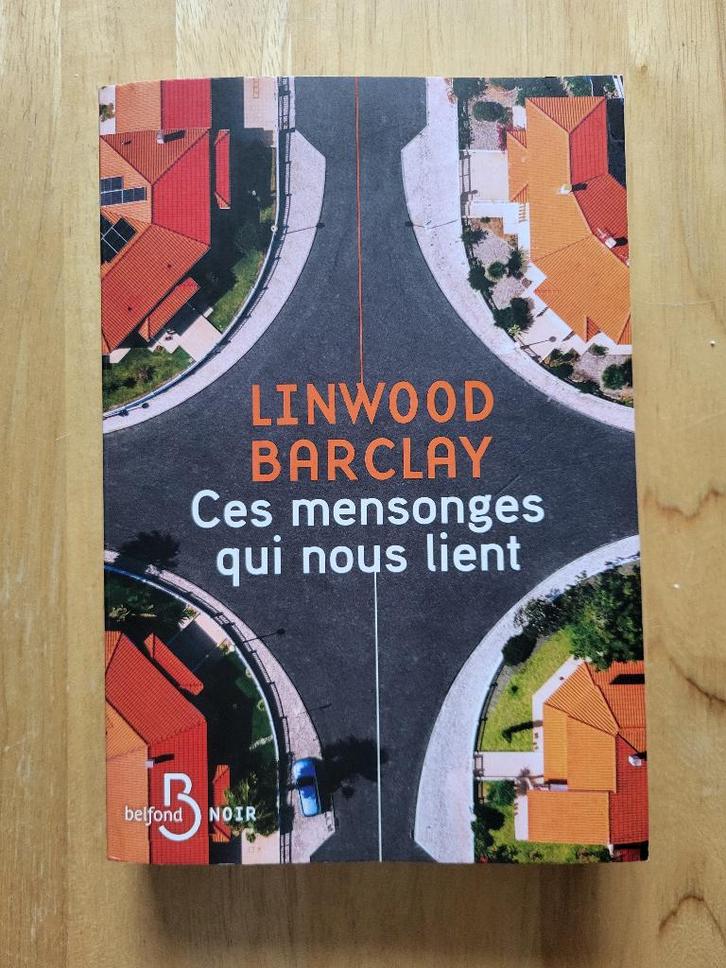 LINWOOD
BARCLAY
Ces mensonges
qui nous lient
belfond B NOIR